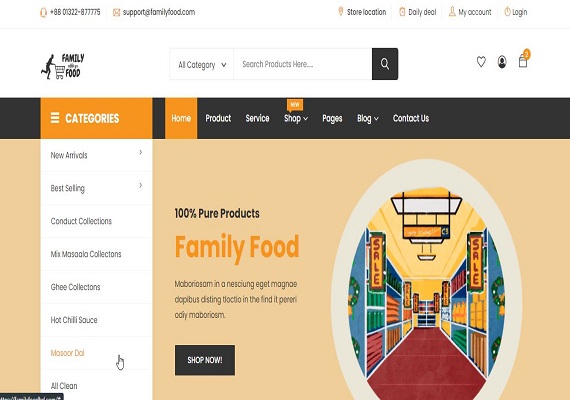 +88 01322-877775
support@familyfood.com
Store location
Daily deal
My account
Login
FAMILY
FOOD
All Category
Search Products Here....
2
CATEGORIES
NEW
Home
Product
Service
Shop
Pages
Blog
Contact Us
New Arrivals
Best Selling
Conduct Collections
Mix Masaala Collectons
Ghee Collectons
Hot Chilli Sauce
Masoor Dal
All Clean
100% Pure Products
Family Food
Maboriosam in a nesciung eget magnae
dapibus disting tloctio in the find it pereri
odiy maboriosm.
SHOP NOW!
SALE
SALE